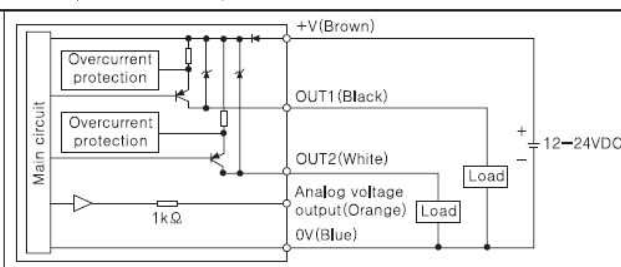 +V(Brown)
Overcurrent
protection
OUT1(Black)
Overcurrent
protection
Main circuit
+
12-24VDC
−
OUT2(White)
Load
Analog voltage
output(Orange)
Load
1kΩ
0V(Blue)